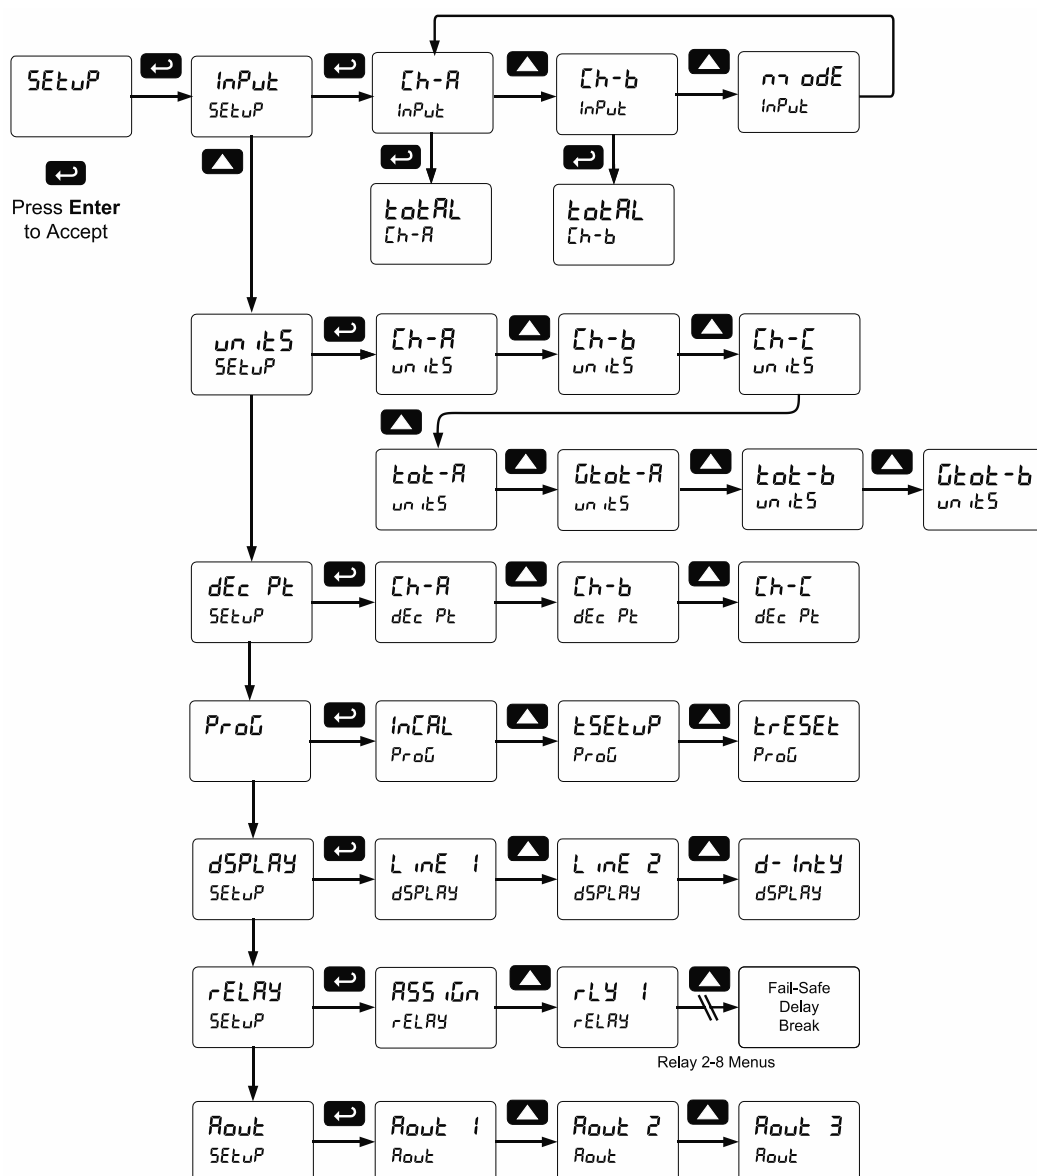 SEtuP
InPut
SEtuP
Ch-A
InPut
Ch-b
InPut
modE
InPut
Press Enter
to Accept
totAL
Ch-A
totAL
Ch-b
unitS
SEtuP
Ch-A
unitS
Ch-b
unitS
Ch-C
unitS
tot-A
unitS
Gtot-A
unitS
tot-b
unitS
Gtot-b
unitS
dEc Pt
SEtuP
Ch-A
dEc Pt
Ch-b
dEc Pt
Ch-C
dEc Pt
ProG
InCAL
ProG
tSEtuP
ProG
trESEt
ProG
dSPLAY
SEtuP
LinE 1
dSPLAY
LinE 2
dSPLAY
d-IntY
dSPLAY
rELAY
SEtuP
ASSiGn
rELAY
rLY 1
rELAY
Fail-Safe
Delay
Break
Relay 2-8 Menus
Aout
SEtuP
Aout 1
Aout
Aout 2
Aout
Aout 3
Aout